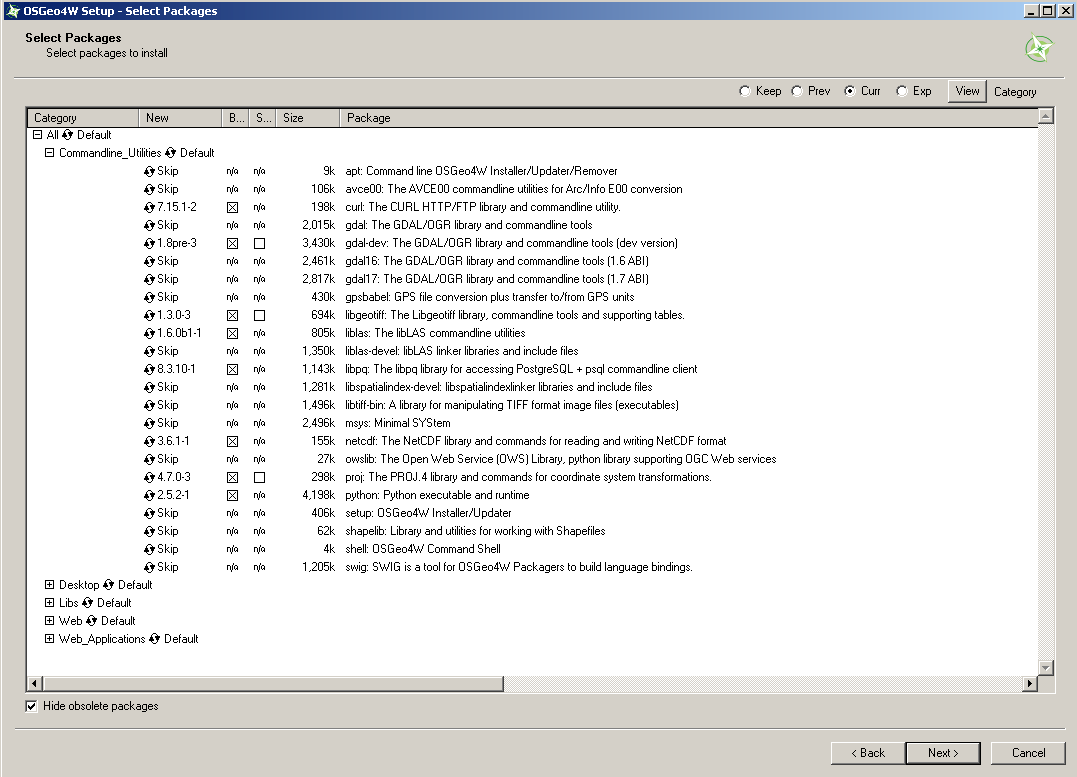 OSGeo4W Setup - Select Packages
Select Packages
Select packages to install
Keep Prev Curr Exp View Category
Category New B... S... Size Package
All Default
Commandline_Utilities Default
Skip n/a n/a 9k apt: Command line OSGeo4W Installer/Updater/Remover
Skip n/a n/a 106k avce00: The AVCE00 commandline utilities for Arc/Info E00 conversion
7.15.1-2 n/a 198k curl: The CURL HTTP/FTP library and commandline utility.
Skip n/a n/a 2,015k gdal: The GDAL/OGR library and commandline tools
1.8pre-3 3,430k gdal-dev: The GDAL/OGR library and commandline tools (dev version)
Skip n/a n/a 2,461k gdal16: The GDAL/OGR library and commandline tools (1.6 ABI)
Skip n/a n/a 2,817k gdal17: The GDAL/OGR library and commandline tools (1.7 ABI)
Skip n/a n/a 430k gpsbabel: GPS file conversion plus transfer to/from GPS units
1.3.0-3 694k libgeotiff: The Libgeotiff library, commandline tools and supporting tables.
1.6.0b1-1 n/a 805k liblas: The libLAS commandline utilities
Skip n/a n/a 1,350k liblas-devel: libLAS linker libraries and include files
8.3.10-1 n/a 1,143k libpq: The libpq library for accessing PostgreSQL + psql commandline client
Skip n/a n/a 1,281k libspatialindex-devel: libspatialindexlinker libraries and include files
Skip n/a n/a 1,496k libtiff-bin: A library for manipulating TIFF format image files (executables)
Skip n/a n/a 2,496k msys: Minimal SYStem
3.6.1-1 n/a 155k netcdf: The NetCDF library and commands for reading and writing NetCDF format
Skip n/a n/a 27k owslib: The Open Web Service (OWS) Library, python library supporting OGC Web services
4.7.0-3 298k proj: The PROJ.4 library and commands for coordinate system transformations.
2.5.2-1 n/a 4,198k python: Python executable and runtime
Skip n/a n/a 406k setup: OSGeo4W Installer/Updater
Skip n/a n/a 62k shapelib: Library and utilities for working with Shapefiles
Skip n/a n/a 4k shell: OSGeo4W Command Shell
Skip n/a n/a 1,205k swig: SWIG is a tool for OSGeo4W Packagers to build language bindings.
Desktop Default
Libs Default
Web Default
Web_Applications Default
Hide obsolete packages
< Back Next > Cancel